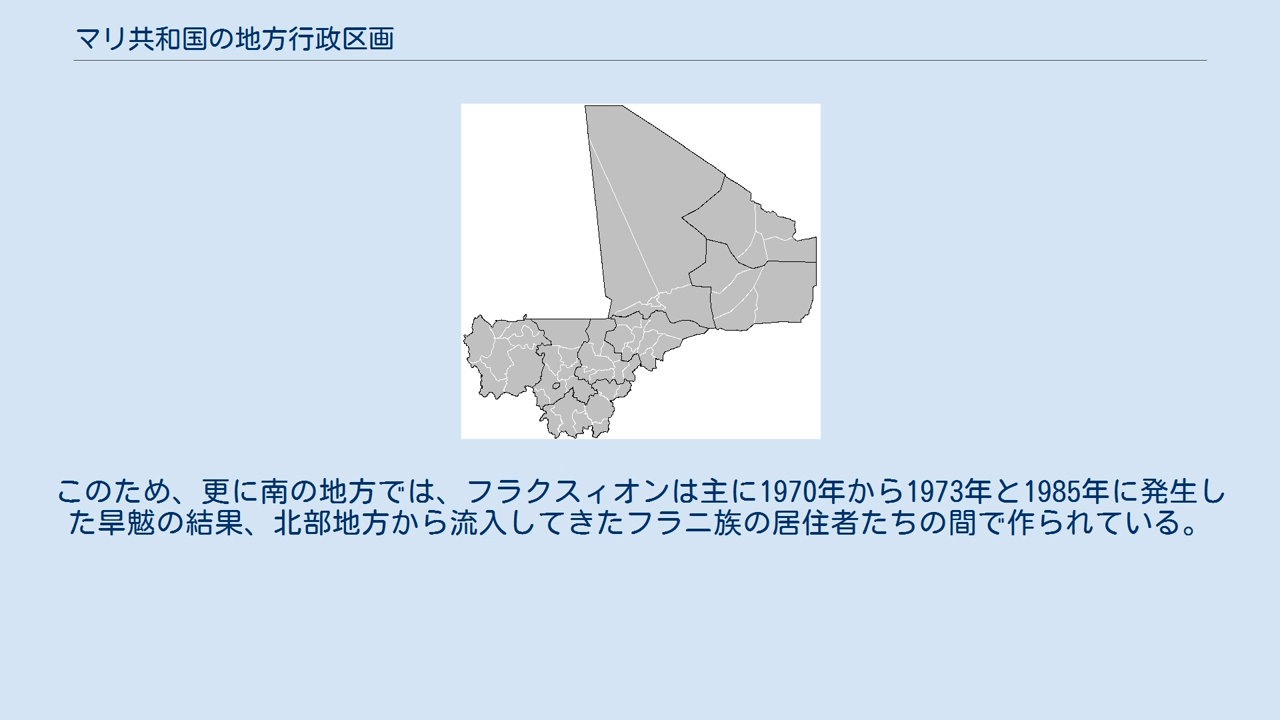 マリ共和国の地方行政区画
このため、更に南の地方では、フラクスィオンは主に1970年から1973年と1985年に発生し
た旱魃の結果、北部地方から流入してきたフラニ族の居住者たちの間で作られている。